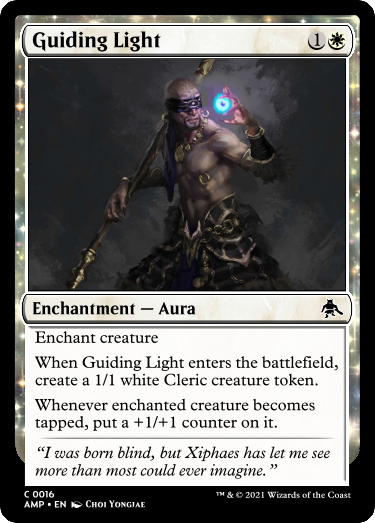 Guiding Light 1
Enchantment — Aura
Enchant creature
When Guiding Light enters the battlefield,
create a 1/1 white Cleric creature token.
Whenever enchanted creature becomes
tapped, put a +1/+1 counter on it.
“I was born blind, but Xiphaes has let me see
more than most could ever imagine.”
C 0016
AMP • EN Choi Yongjae
™ & © 2021 Wizards of the Coast